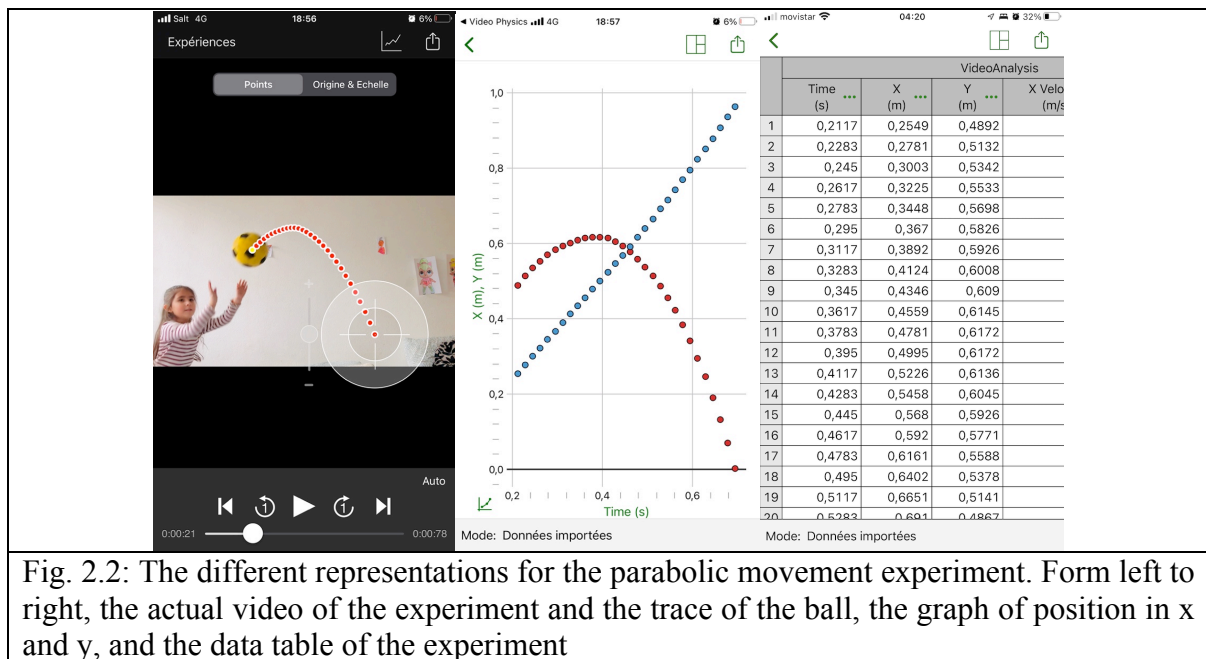 Salt 4G 18:56 6%
Expériences
Points Origine & Echelle
Auto
1 1
0:00:21 0:00:78
Video Physics 4G 18:57 6%
X (m), Y (m)
1,0
0,8
0,6
0,4
0,2
0,0
0,2 0,4 0,6
Time (s)
Mode: Données importées
movistar 04:20 32%
VideoAnalysis
Time (s) X (m) Y (m) X Velo (m/s
1 0,2117 0,2549 0,4892
2 0,2283 0,2781 0,5132
3 0,245 0,3003 0,5342
4 0,2617 0,3225 0,5533
5 0,2783 0,3448 0,5698
6 0,295 0,367 0,5826
7 0,3117 0,3892 0,5926
8 0,3283 0,4124 0,6008
9 0,345 0,4346 0,609
10 0,3617 0,4559 0,6145
11 0,3783 0,4781 0,6172
12 0,395 0,4995 0,6172
13 0,4117 0,5226 0,6136
14 0,4283 0,5458 0,6045
15 0,445 0,568 0,5926
16 0,4617 0,592 0,5771
17 0,4783 0,6161 0,5588
18 0,495 0,6402 0,5378
19 0,5117 0,6651 0,5141
20 0,5283 0,691 0,4867
Mode: Données importées
Fig. 2.2: The different representations for the parabolic movement experiment. Form left to
right, the actual video of the experiment and the trace of the ball, the graph of position in x
and y, and the data table of the experiment